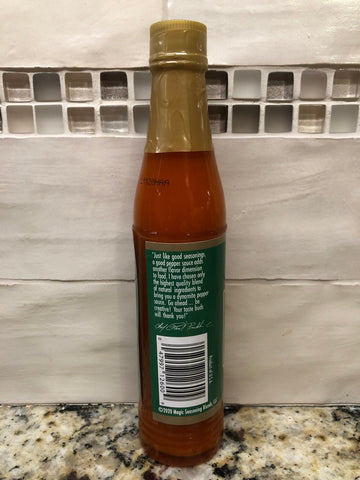 "Just like good seasonings,
a good pepper sauce adds
another flavor dimension
to food. I have chosen only
the highest quality blend
of natural ingredients to
bring you a dynamite pepper
sauce. Go ahead ... be
creative! Your taste buds
will thank you!"
©2020 Magic Seasoning Blends, LLC